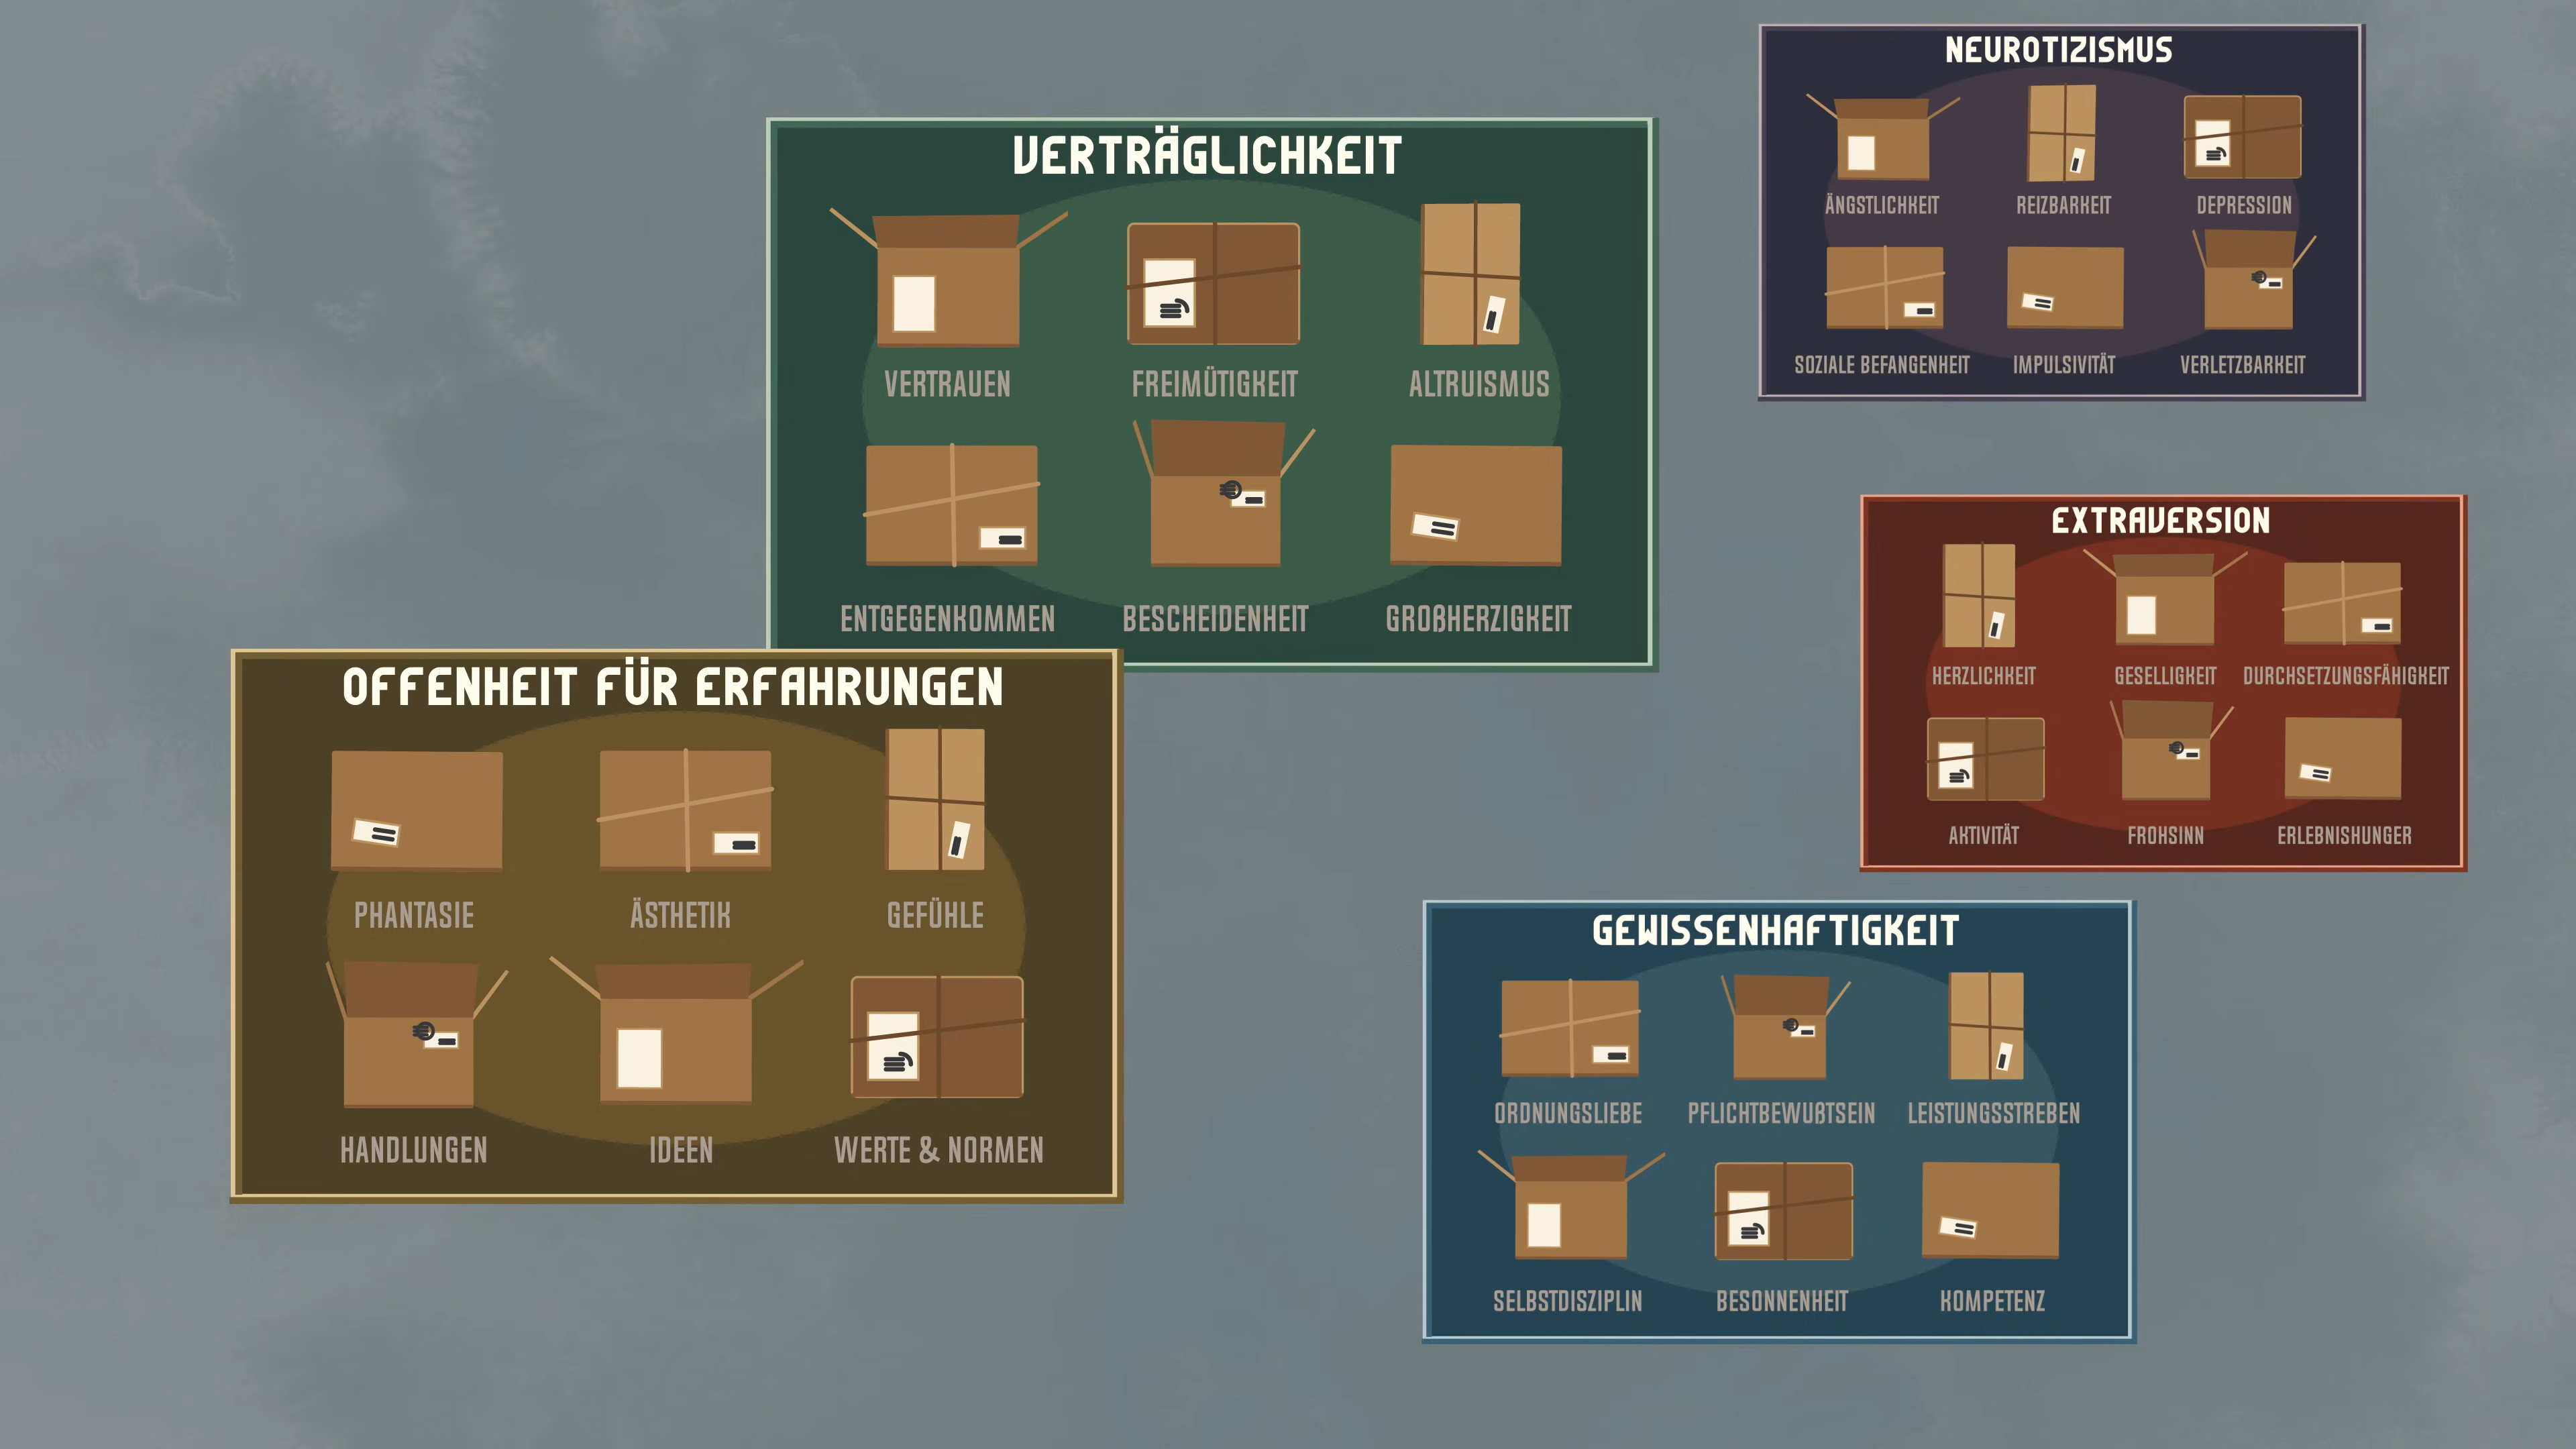 NEUROTIZISMUS
ÄNGSTLICHKEIT REIZBARKEIT DEPRESSION
SOZIALE BEFANGENHEIT IMPULSIVITÄT VERLETZBARKEIT
VERTRÄGLICHKEIT
VERTRAUEN FREIMÜTIGKEIT ALTRUISMUS
ENTGEGENKOMMEN BESCHEIDENHEIT GROẞHERZIGKEIT
EXTRAVERSION
HERZLICHKEIT GESELLIGKEIT DURCHSETZUNGSFÄHIGKEIT
AKTIVITÄT FROHSINN ERLEBNISHUNGER
OFFENHEIT FÜR ERFAHRUNGEN
PHANTASIE ÄSTHETIK GEFÜHLE
HANDLUNGEN IDEEN WERTE & NORMEN
GEWISSENHAFTIGKEIT
ORDNUNGSLIEBE PFLICHTBEWUẞTSEIN LEISTUNGSSTREBEN
SELBSTDISZIPLIN BESONNENHEIT KOMPETENZ